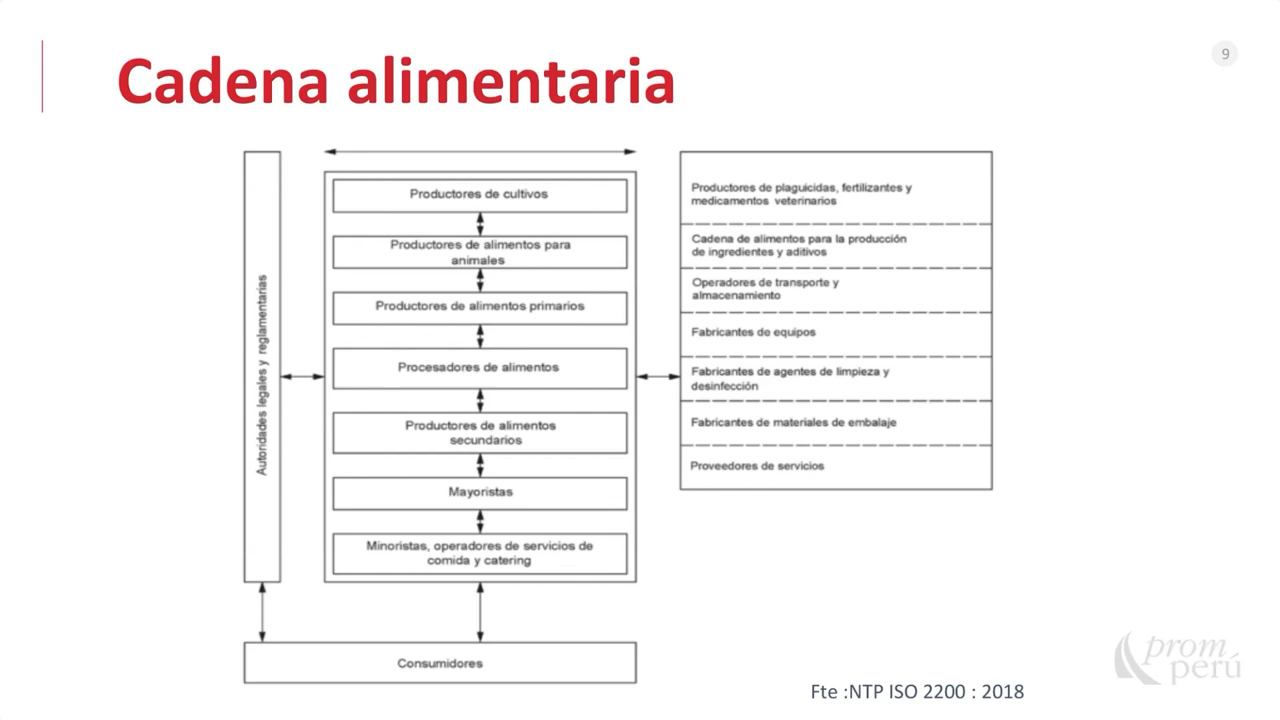 9
Cadena alimentaria
Autoridades legales y reglamentarias
Productores de cultivos
Productores de alimentos para
animales
Productores de alimentos primarios
Procesadores de alimentos
Productores de alimentos
secundarios
Mayoristas
Minoristas, operadores de servicios de
comida y catering
Consumidores
Productores de plaguicidas, fertilizantes y
medicamentos veterinarios
Cadena de alimentos para la producción
de ingredientes y aditivos
Operadores de transporte y
almacenamiento
Fabricantes de equipos
Fabricantes de agentes de limpieza y
desinfección
Fabricantes de materiales de embalaje
Proveedores de servicios
Fte :NTP ISO 2200 : 2018
prom
perú